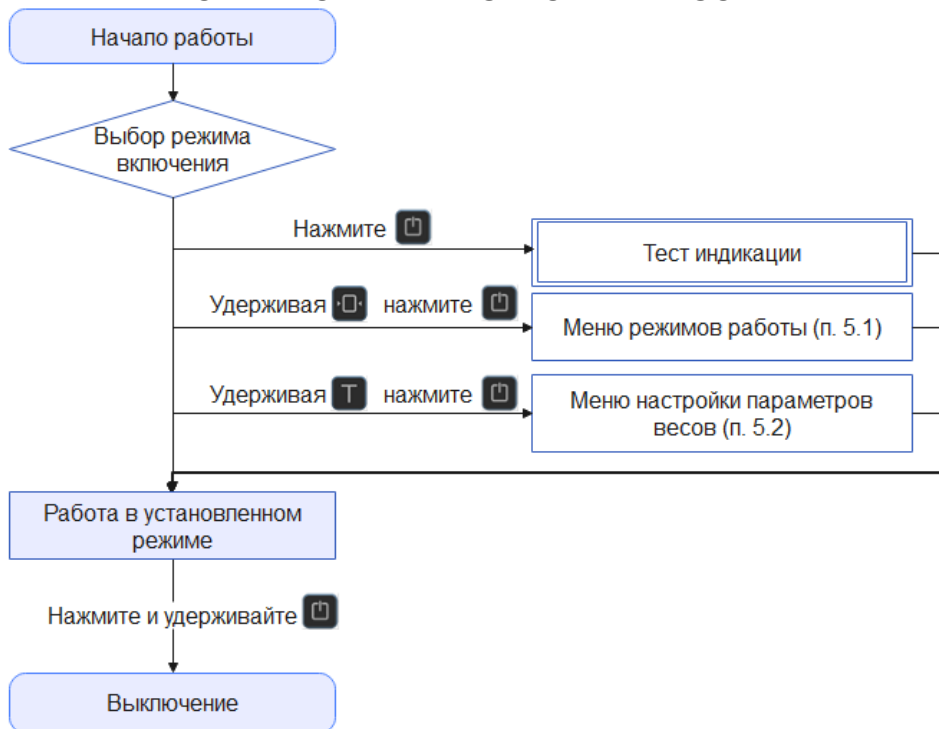 Начало работы
Выбор режима
включения
Нажмите
Тест индикации
Удерживая нажмите
Меню режимов работы (п. 5.1)
Удерживая T нажмите
Меню настройки параметров
весов (п. 5.2)
Работа в установленном
режиме
Нажмите и удерживайте
Выключение